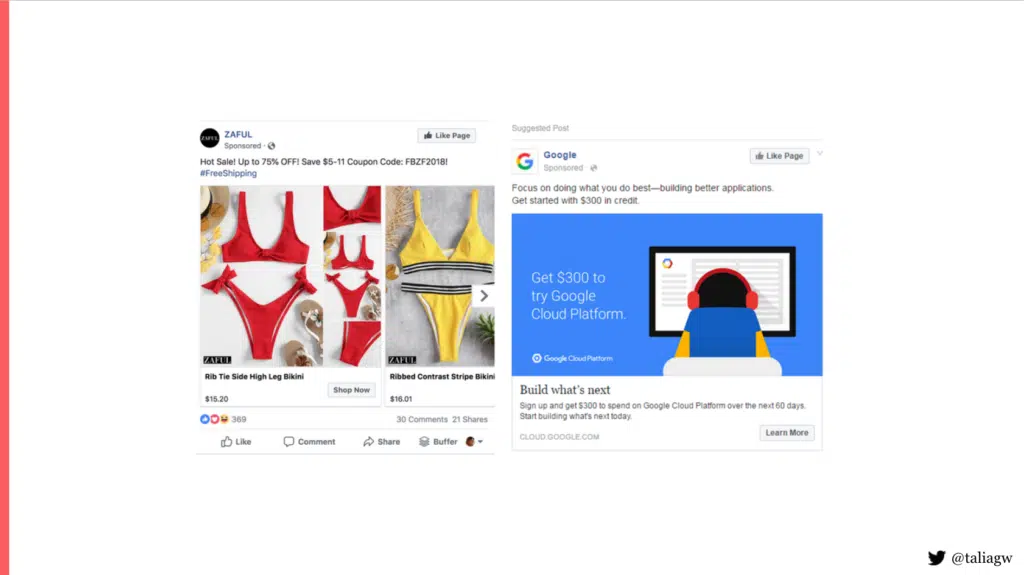 ZAFUL
ZAFUL
Sponsored ·
Like Page
Hot Sale! Up to 75% OFF! Save $5-11 Coupon Code: FBZF2018!
#FreeShipping
ZAFUL
ZAFUL
Rib Tie Side High Leg Bikini
$15.20
Shop Now
Ribbed Contrast Stripe Bikini
$16.01
369
30 Comments 21 Shares
Like
Comment
Share
Buffer
Suggested Post
Google
Sponsored
Like Page
Focus on doing what you do best—building better applications.
Get started with $300 in credit.
Get $300 to
try Google
Cloud Platform.
Google Cloud Platform
Build what's next
Sign up and get $300 to spend on Google Cloud Platform over the next 60 days.
Start building what's next today.
CLOUD.GOOGLE.COM
Learn More
@taliagw